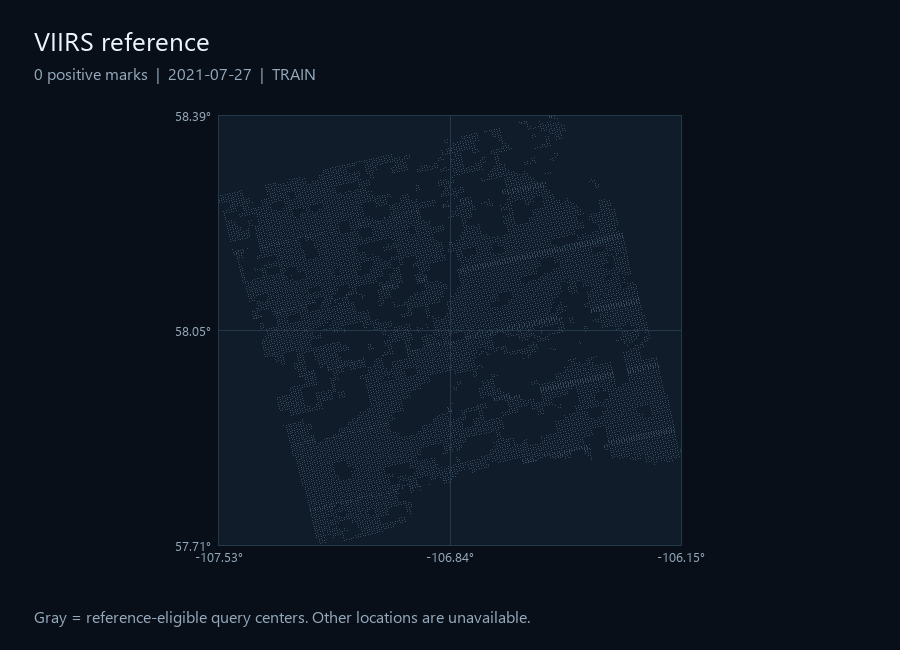 VIIRS reference
0 positive marks | 2021-07-27 | TRAIN
58.39°
58.05°
57.71°
-107.53° -106.84° -106.15°
Gray = reference-eligible query centers. Other locations are unavailable.